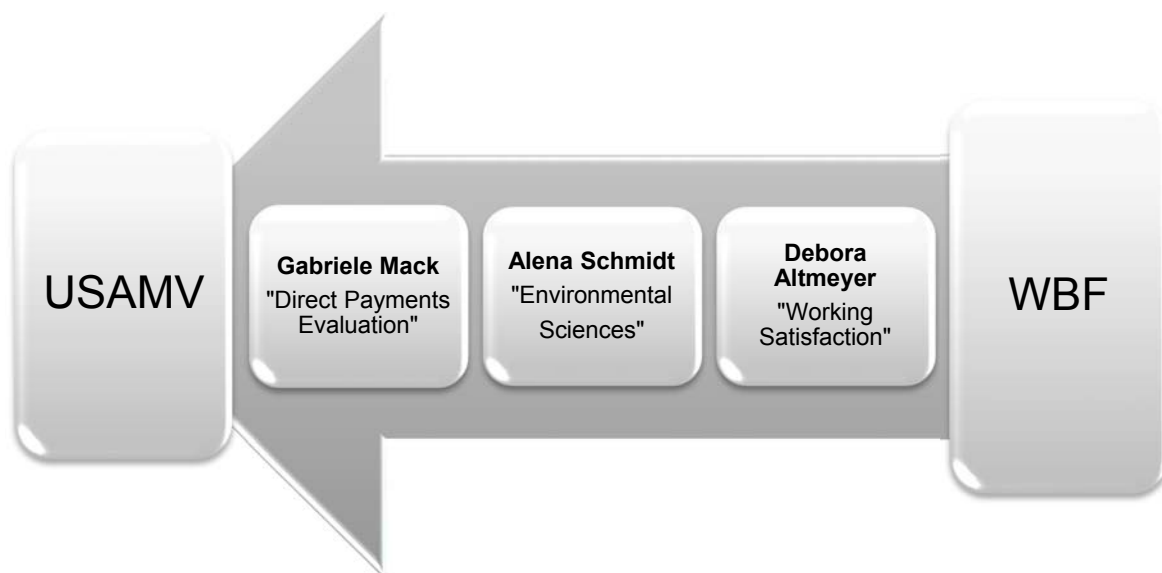 USAMV
Gabriele Mack
"Direct Payments
Evaluation"
Alena Schmidt
"Environmental
Sciences"
Debora
Altmeyer
"Working
Satisfaction"
WBF